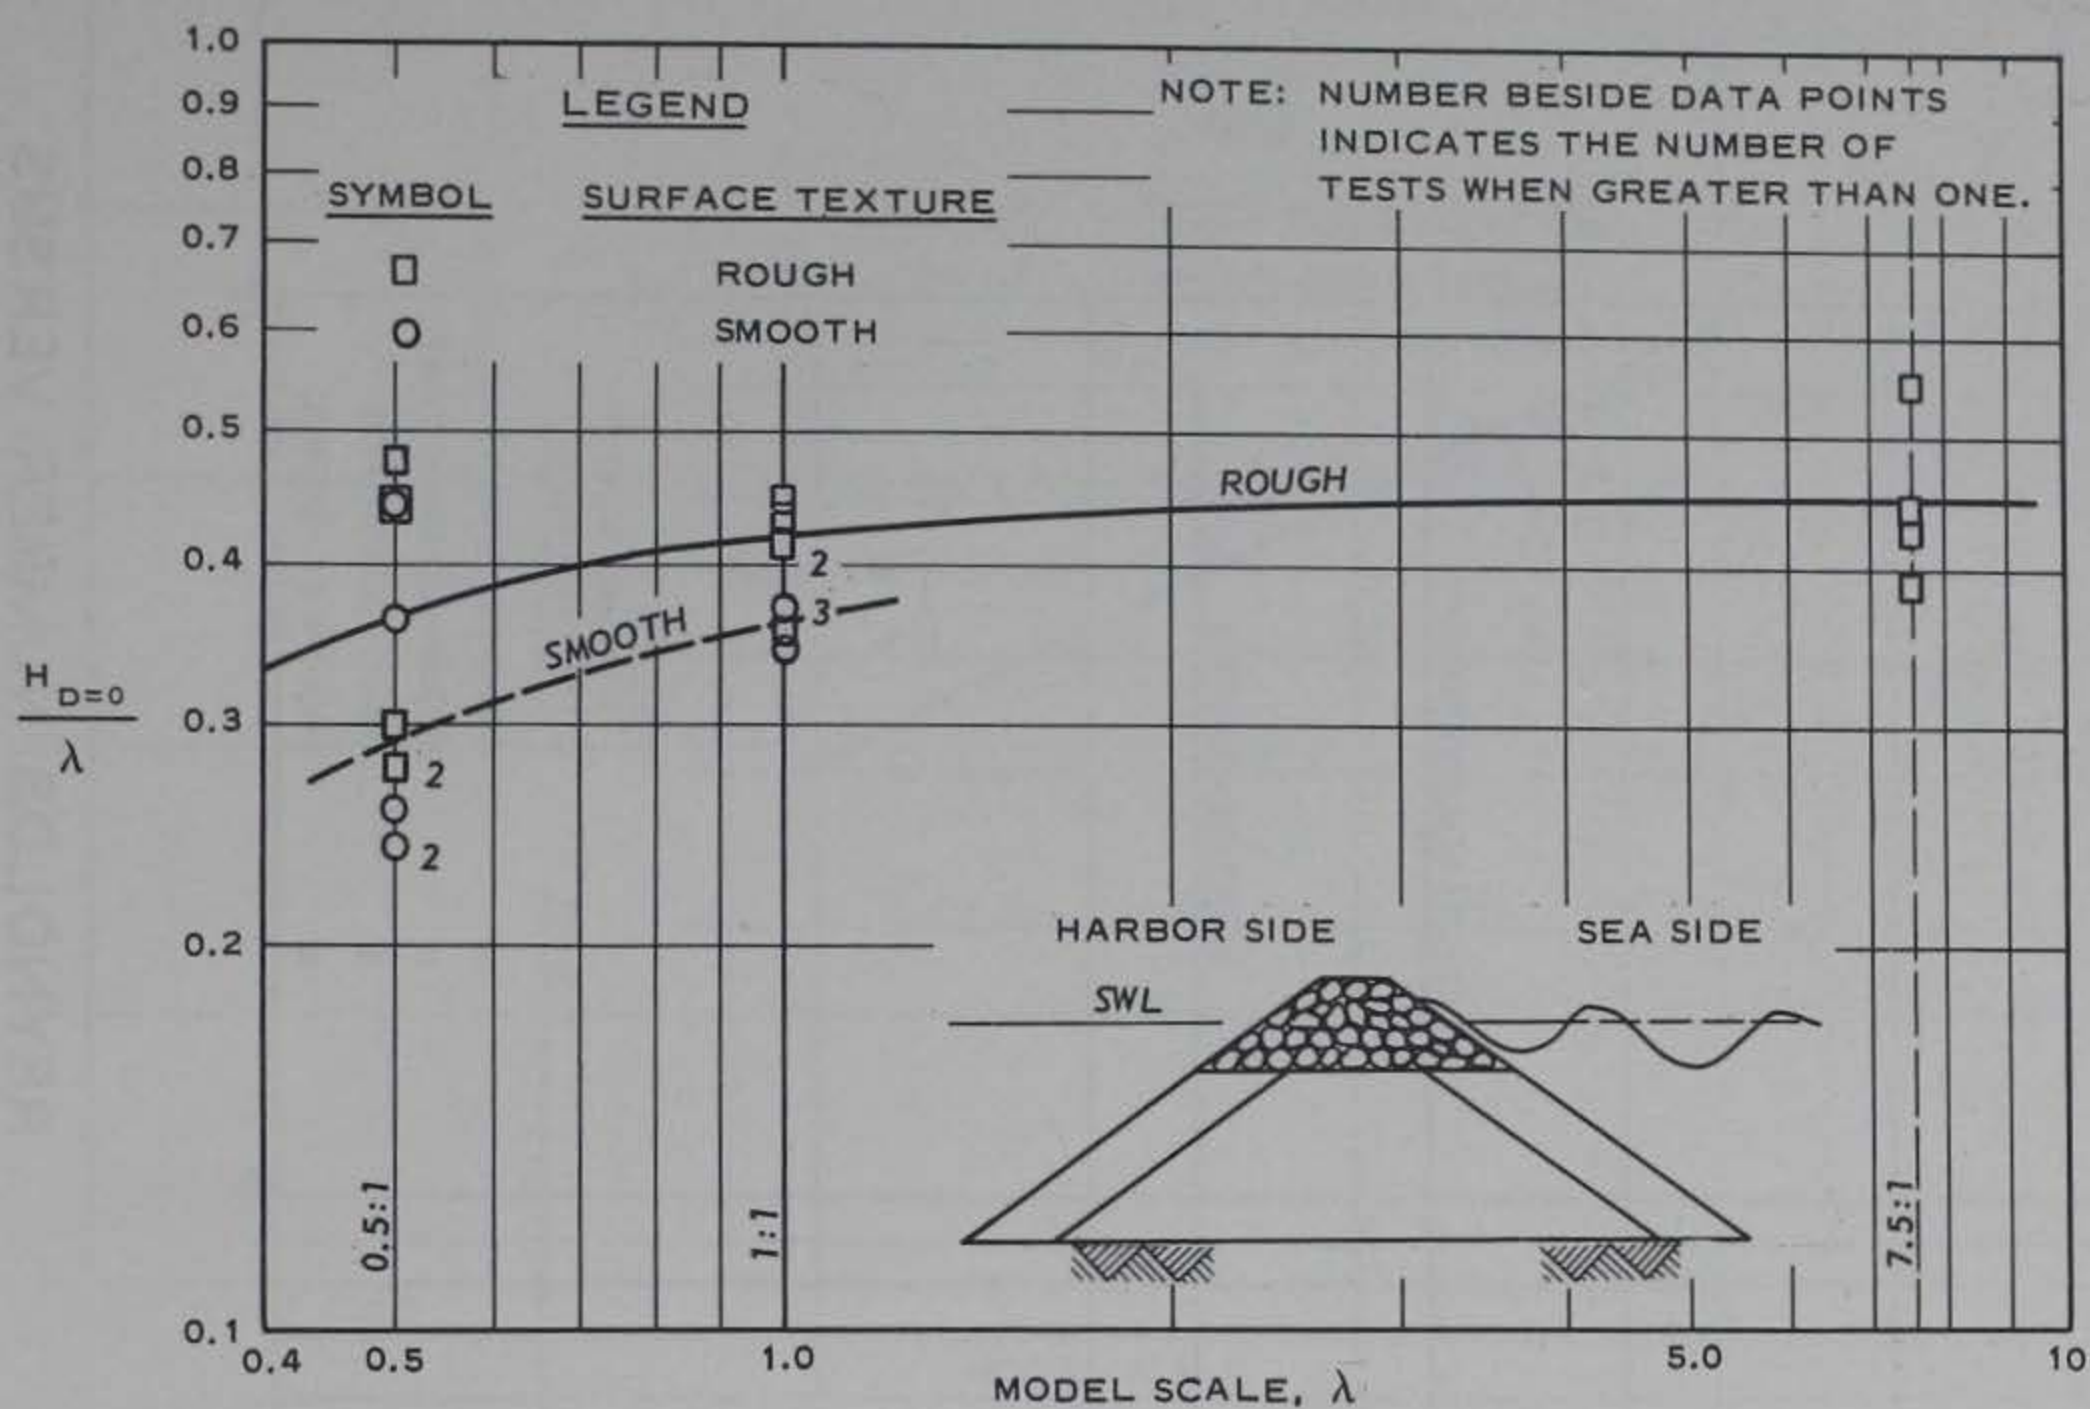 1.0
0.9
0.8
0.7
0.6
0.5
0.4
0.3
0.2
0.1
H D=0
λ
LEGEND
SYMBOL SURFACE TEXTURE
ROUGH
SMOOTH
NOTE: NUMBER BESIDE DATA POINTS
INDICATES THE NUMBER OF
TESTS WHEN GREATER THAN ONE.
ROUGH
SMOOTH
2
3
2
2
HARBOR SIDE SEA SIDE
SWL
0.5:1
1:1
7.5:1
0.4 0.5 1.0 5.0 10
MODEL SCALE, λ